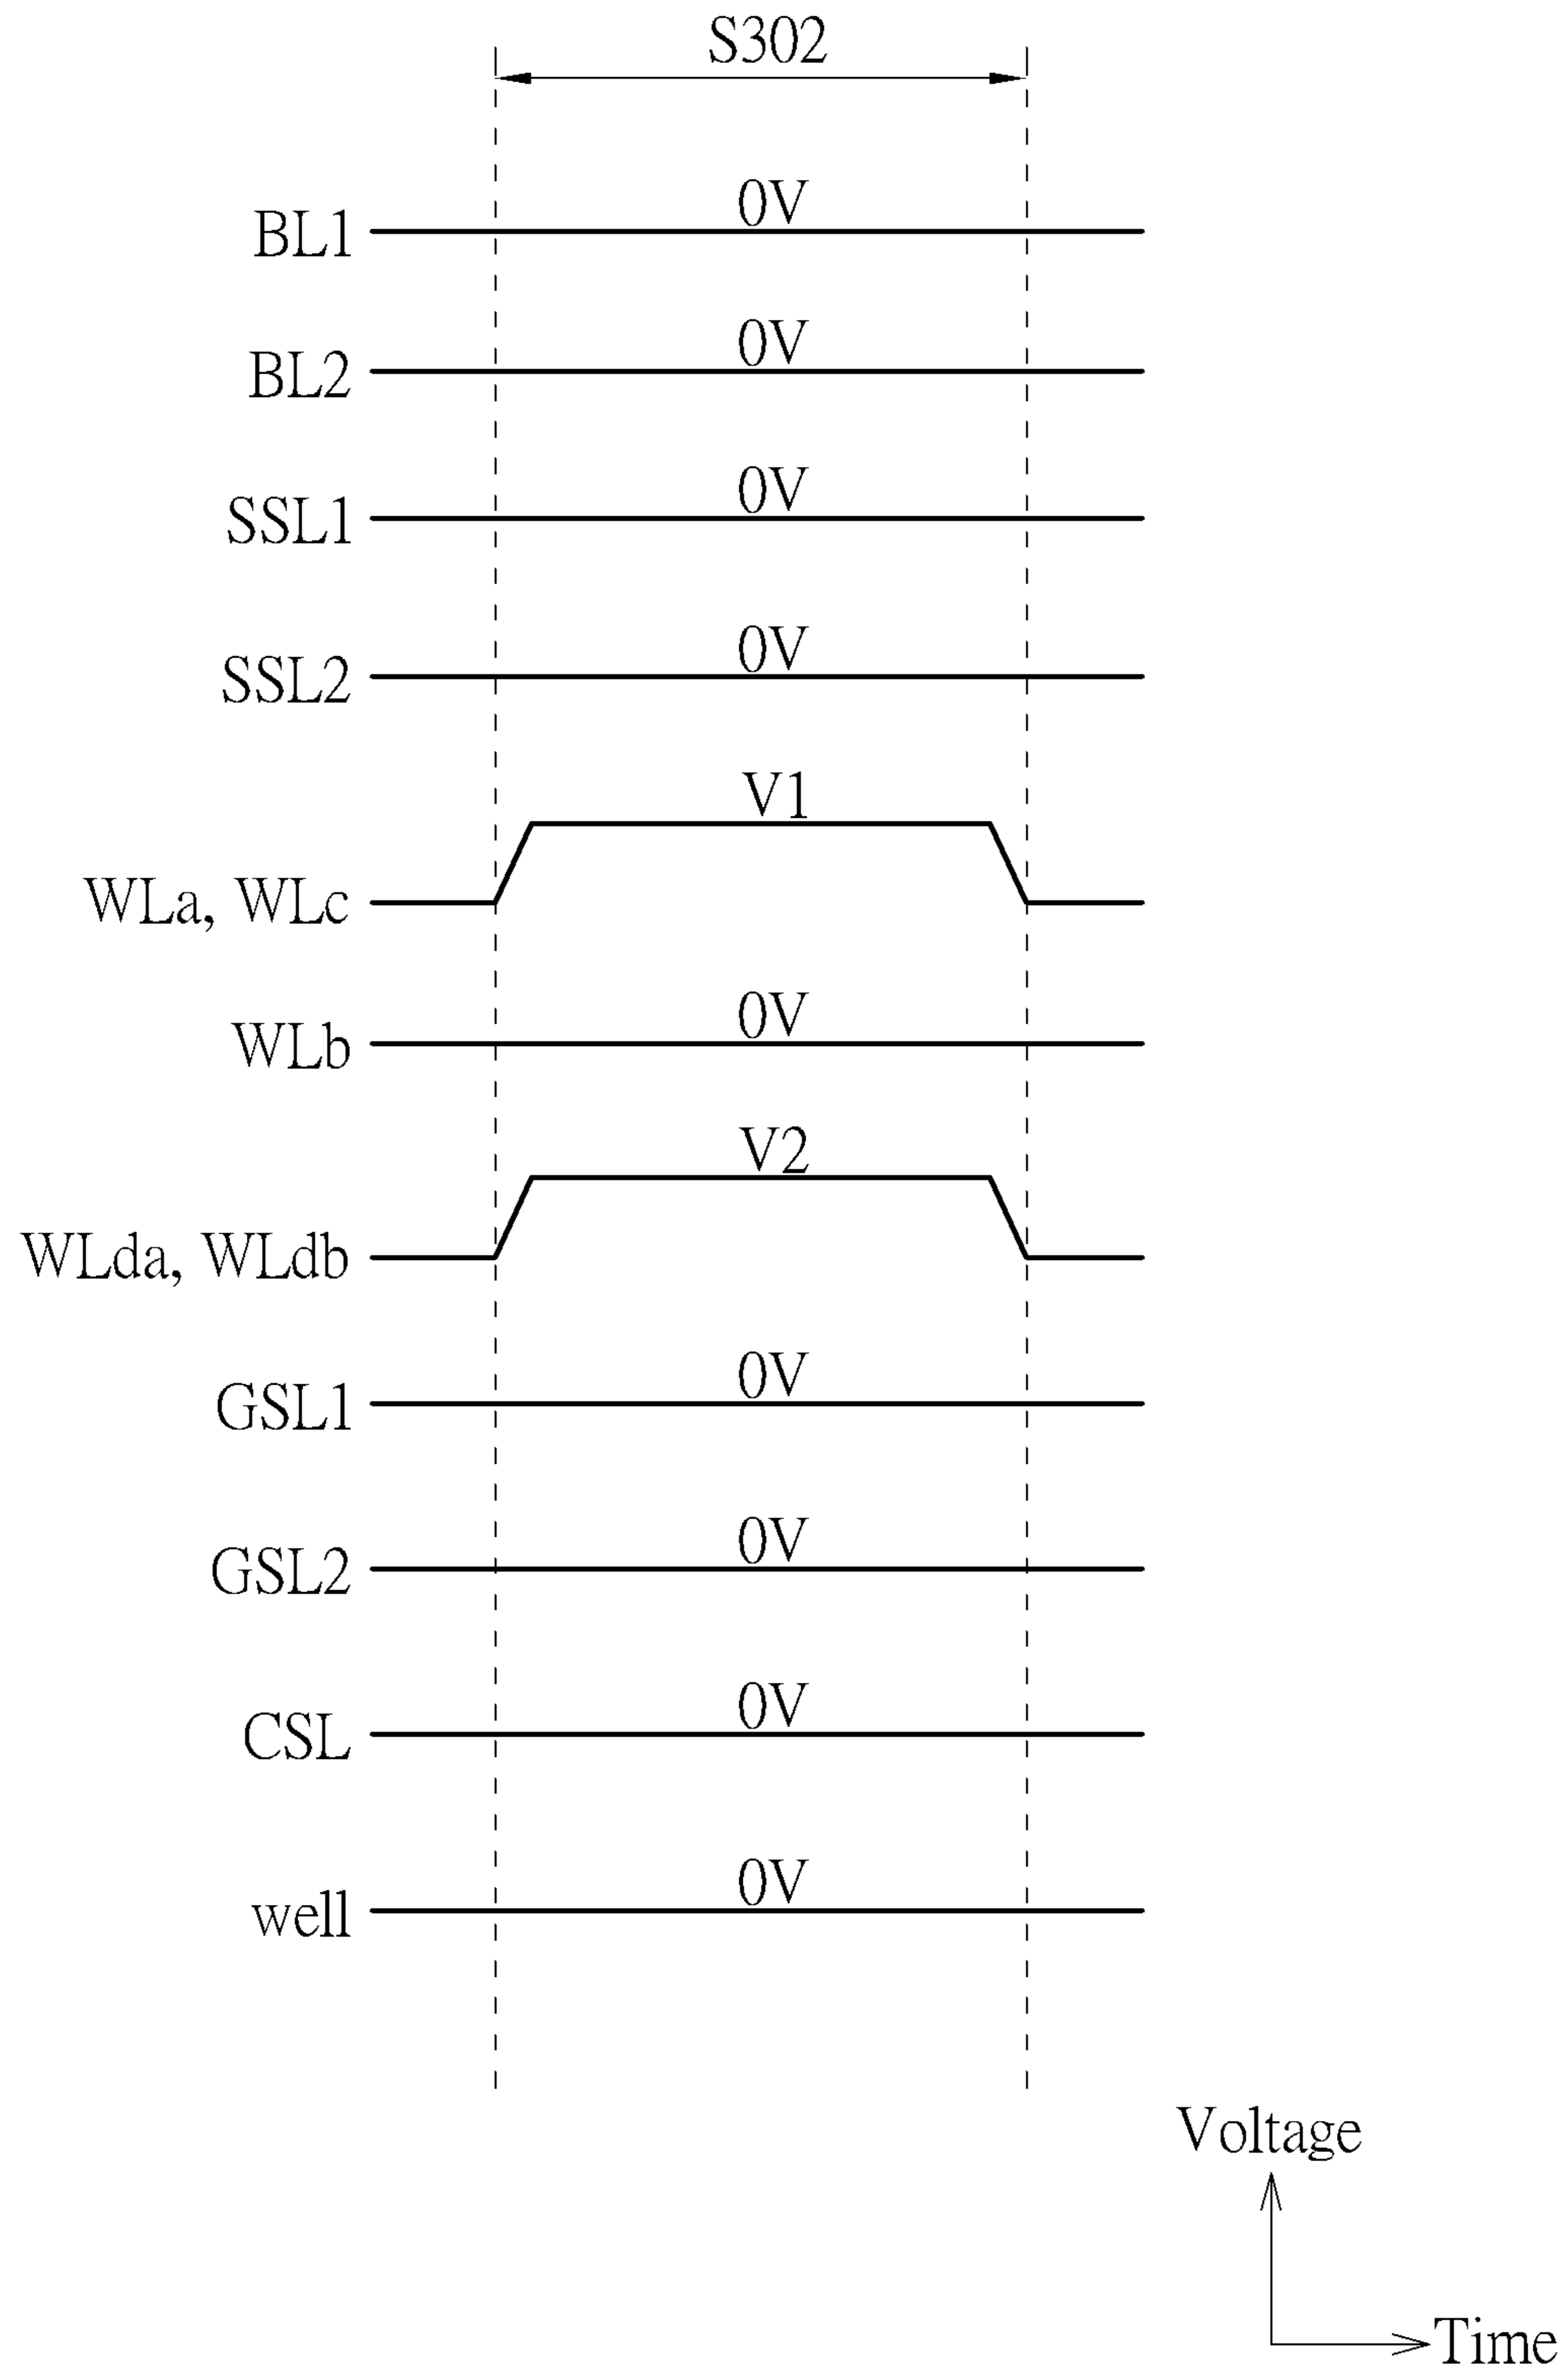 S302
0V
BL1
0V
BL2
0V
SSL1
0V
SSL2
V1
WLa, WLc
0V
WLb
V2
WLda, WLdb
0V
GSL1
0V
GSL2
0V
CSL
0V
well
Voltage
Time